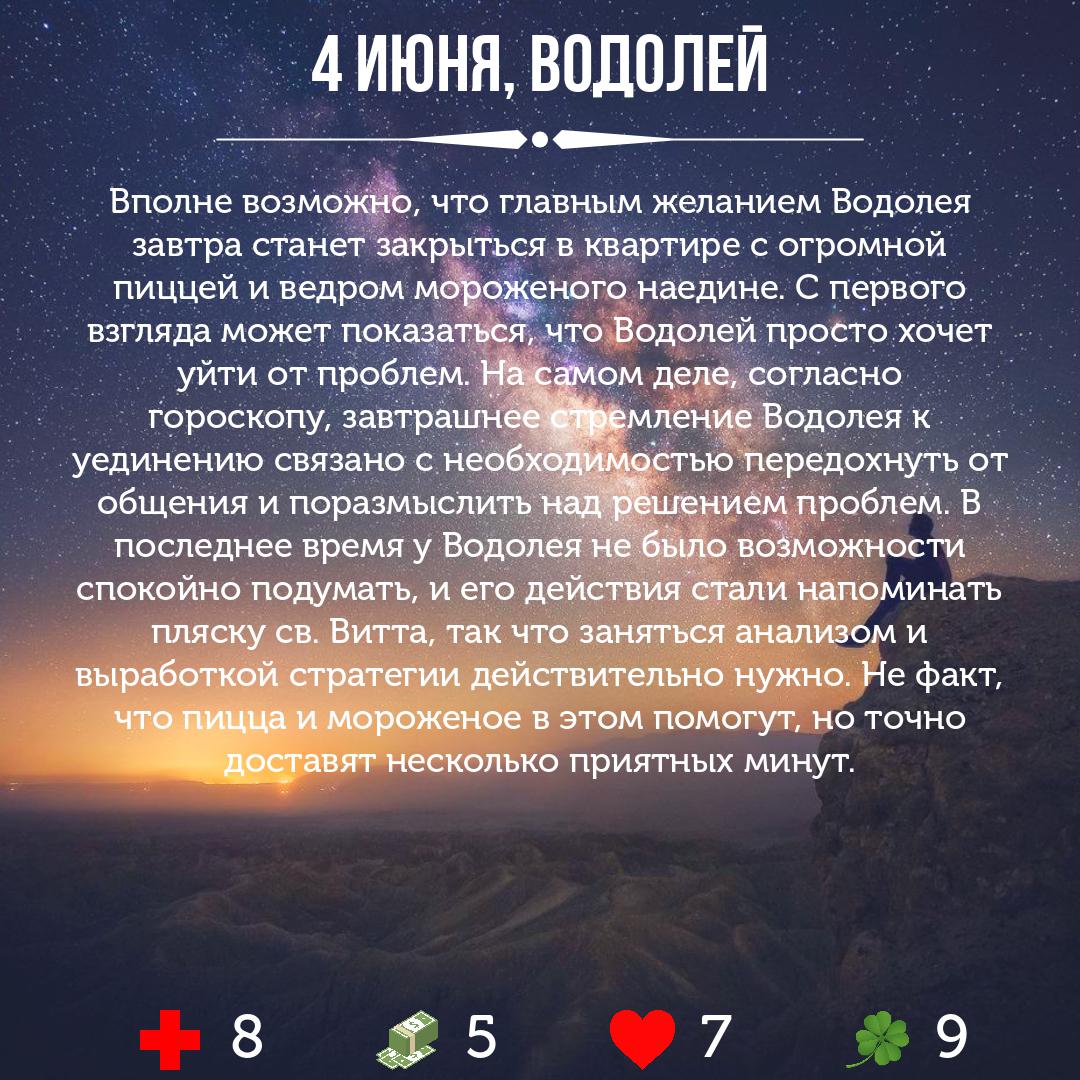 4 ИЮНЯ, ВОДОЛЕЙ
Вполне возможно, что главным желанием Водолея
завтра станет закрыться в квартире с огромной
пиццей и ведром мороженого наедине. С первого
взгляда может показаться, что Водолей просто хочет
уйти от проблем. На самом деле, согласно
гороскопу, завтрашнее стремление Водолея к
уединению связано с необходимостью передохнуть от
общения и поразмыслить над решением проблем. В
последнее время у Водолея не было возможности
спокойно подумать, и его действия стали напоминать
пляску св. Витта, так что заняться анализом и
выработкой стратегии действительно нужно. Не факт,
что пицца и мороженое в этом помогут, но точно
доставят несколько приятных минут.
8 5 7 9